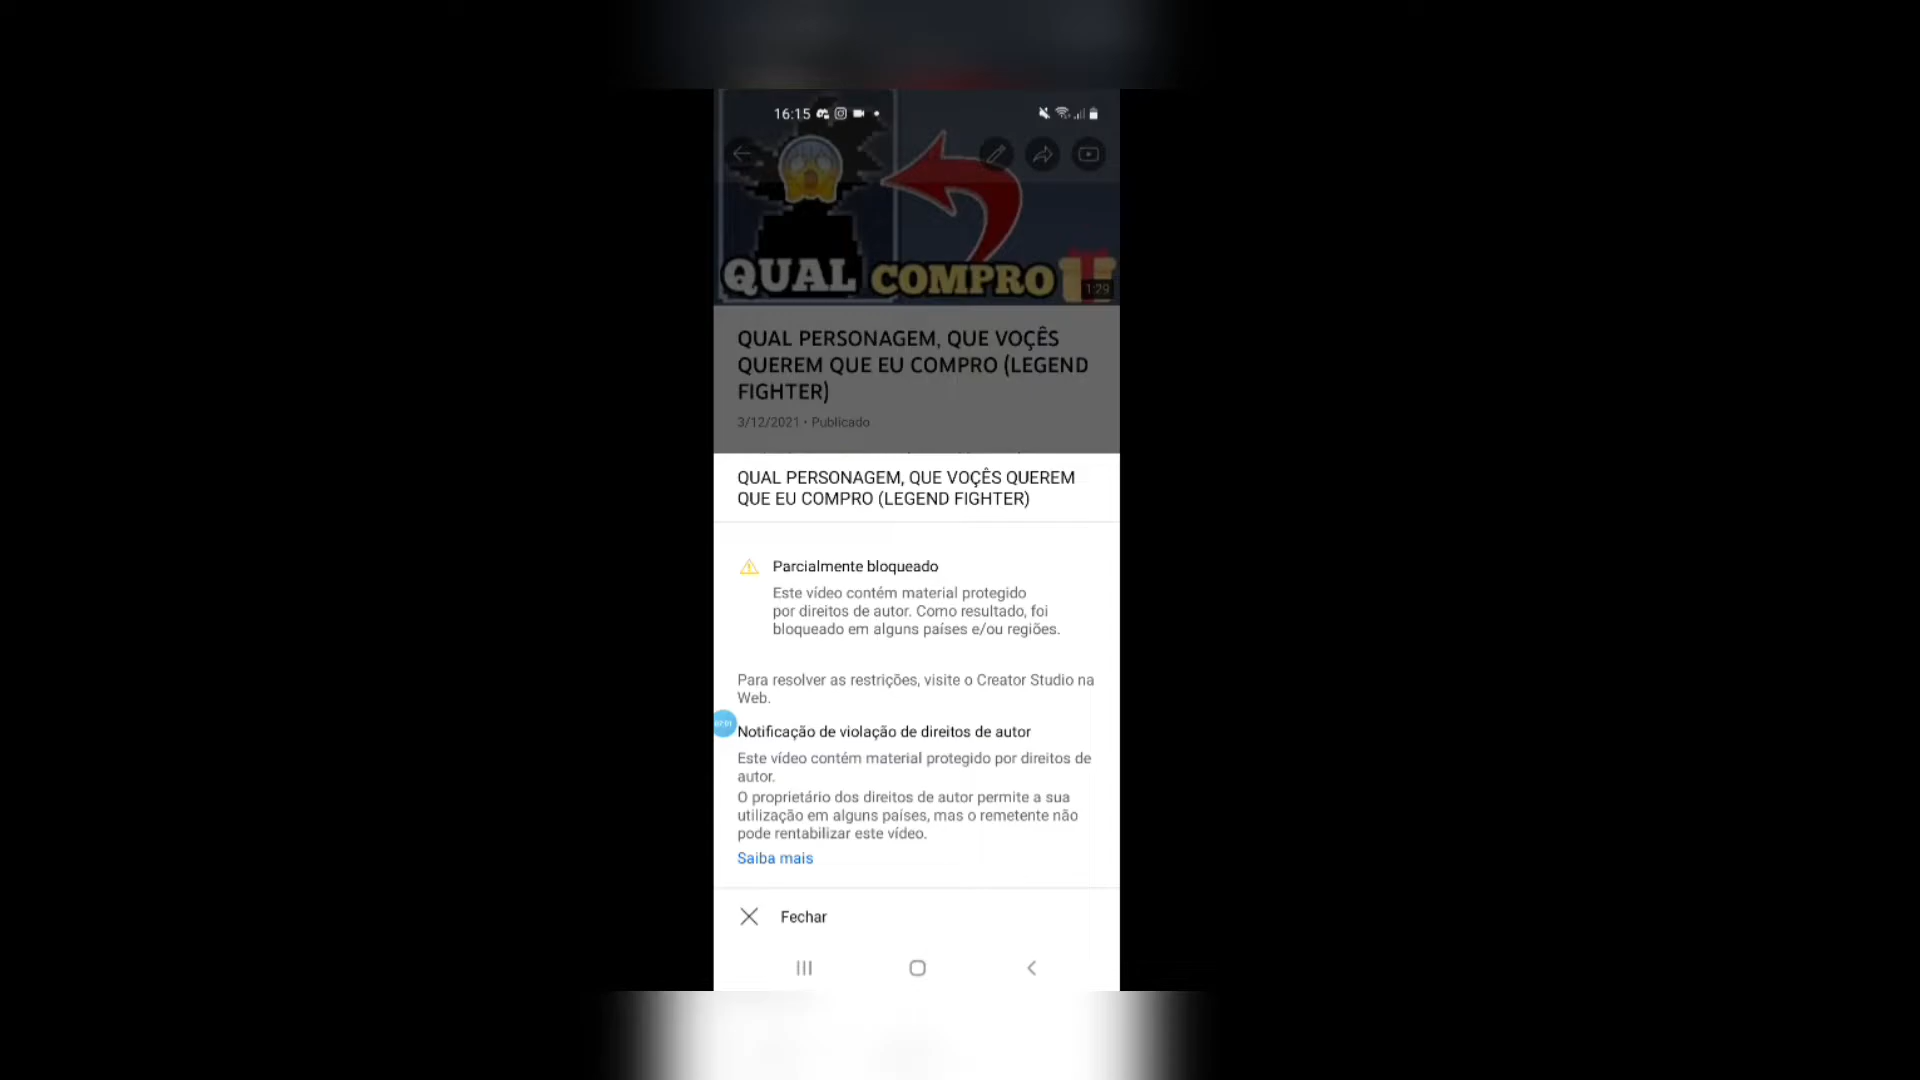 16:15
QUAL COMPRO
1:29
QUAL PERSONAGEM, QUE VOÇÊS
QUEREM QUE EU COMPRO (LEGEND
FIGHTER)
3/12/2021 • Publicado
QUAL PERSONAGEM, QUE VOÇÊS QUEREM
QUE EU COMPRO (LEGEND FIGHTER)
Parcialmente bloqueado
Este vídeo contém material protegido
por direitos de autor. Como resultado, foi
bloqueado em alguns países e/ou regiões.
Para resolver as restrições, visite o Creator Studio na
Web.
Notificação de violação de direitos de autor
Este vídeo contém material protegido por direitos de
autor.
O proprietário dos direitos de autor permite a sua
utilização em alguns países, mas o remetente não
pode rentabilizar este vídeo.
Saiba mais
Fechar